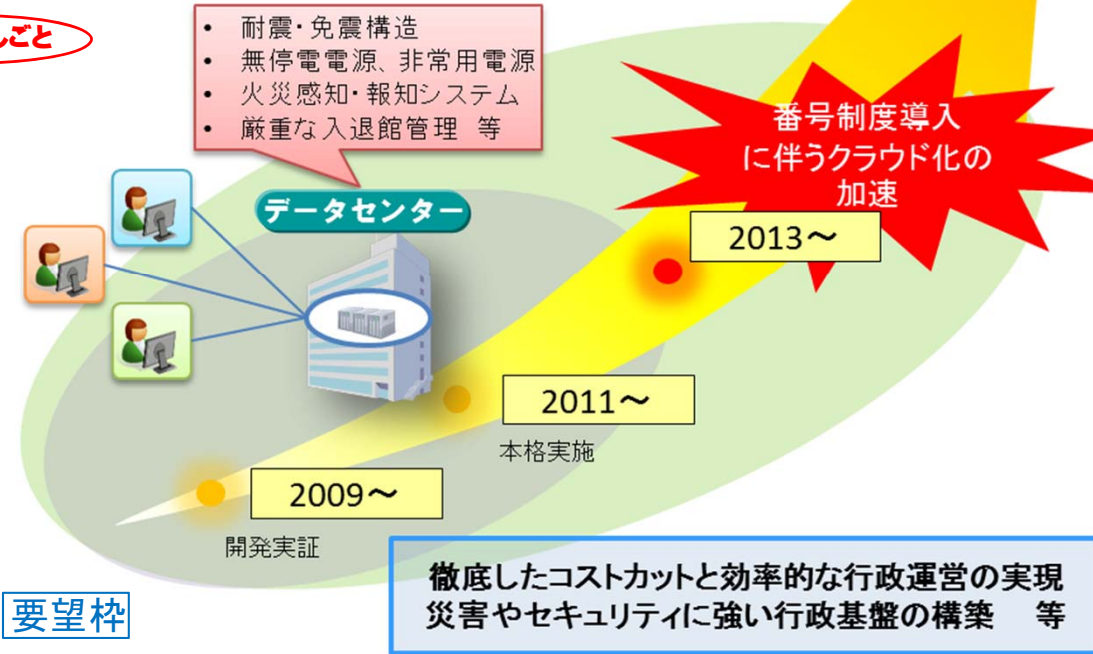 ごと
• 耐震・免震構造
• 無停電電源、非常用電源
• 火災感知・報知システム
• 厳重な入退館管理 等
データセンター
番号制度導入
に伴うクラウド化の
加速
2013～
2011～
本格実施
2009～
開発実証
徹底したコストカットと効率的な行政運営の実現
災害やセキュリティに強い行政基盤の構築 等
要望枠